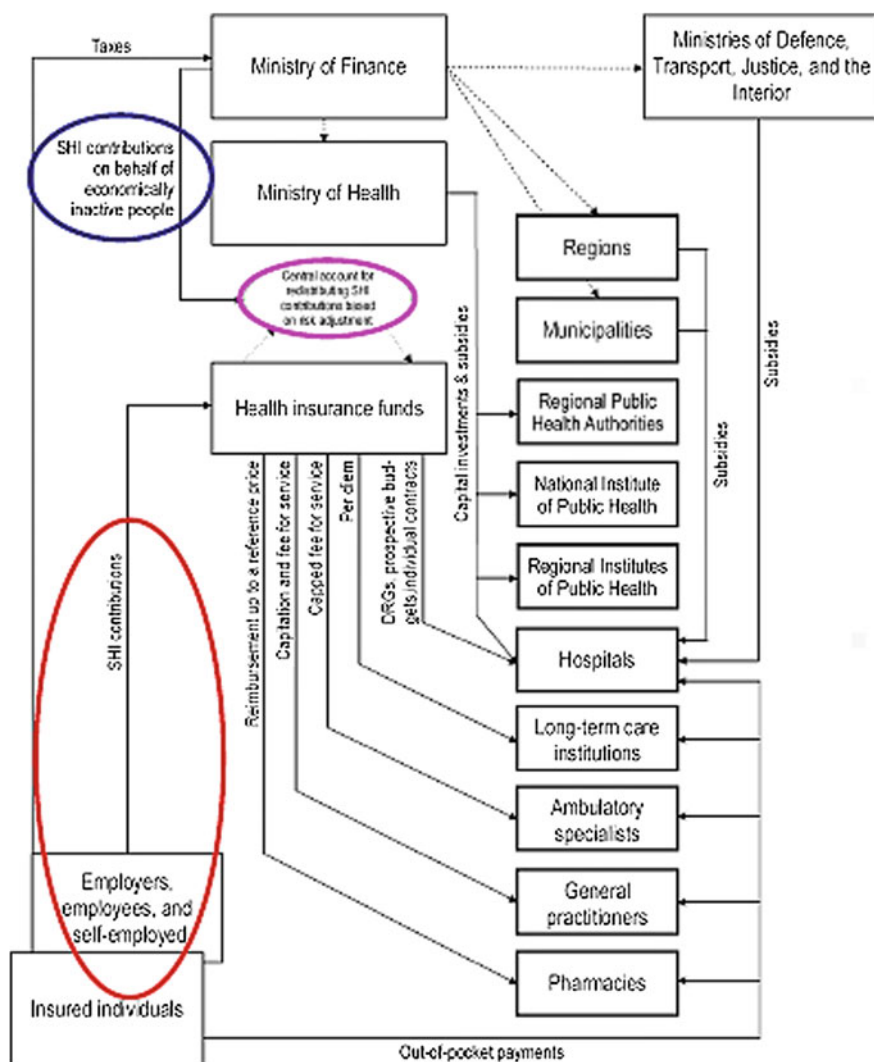 Taxes
Ministry of Finance
Ministries of Defence,
Transport, Justice, and the
Interior
SHI contributions
on behalf of
economically
inactive people
Ministry of Health
Regions
Central account for
redistributing SHI
contributions based
on risk adjustment
Municipalities
Health insurance funds
Regional Public
Health Authorities
National Institute
of Public Health
Regional Institutes
of Public Health
Hospitals
Long-term care
institutions
Ambulatory
specialists
General
practitioners
Pharmacies
SHI contributions
Reimbursement up to a reference price
Capitation and fee for service
Capped fee for service
Per diem
DRGs, prospective bud-
gets,individual contracts
Capital investments & subsidies
Subsidies
Subsidies
Employers,
employees, and
self-employed
Insured individuals
Out-of-pocket payments